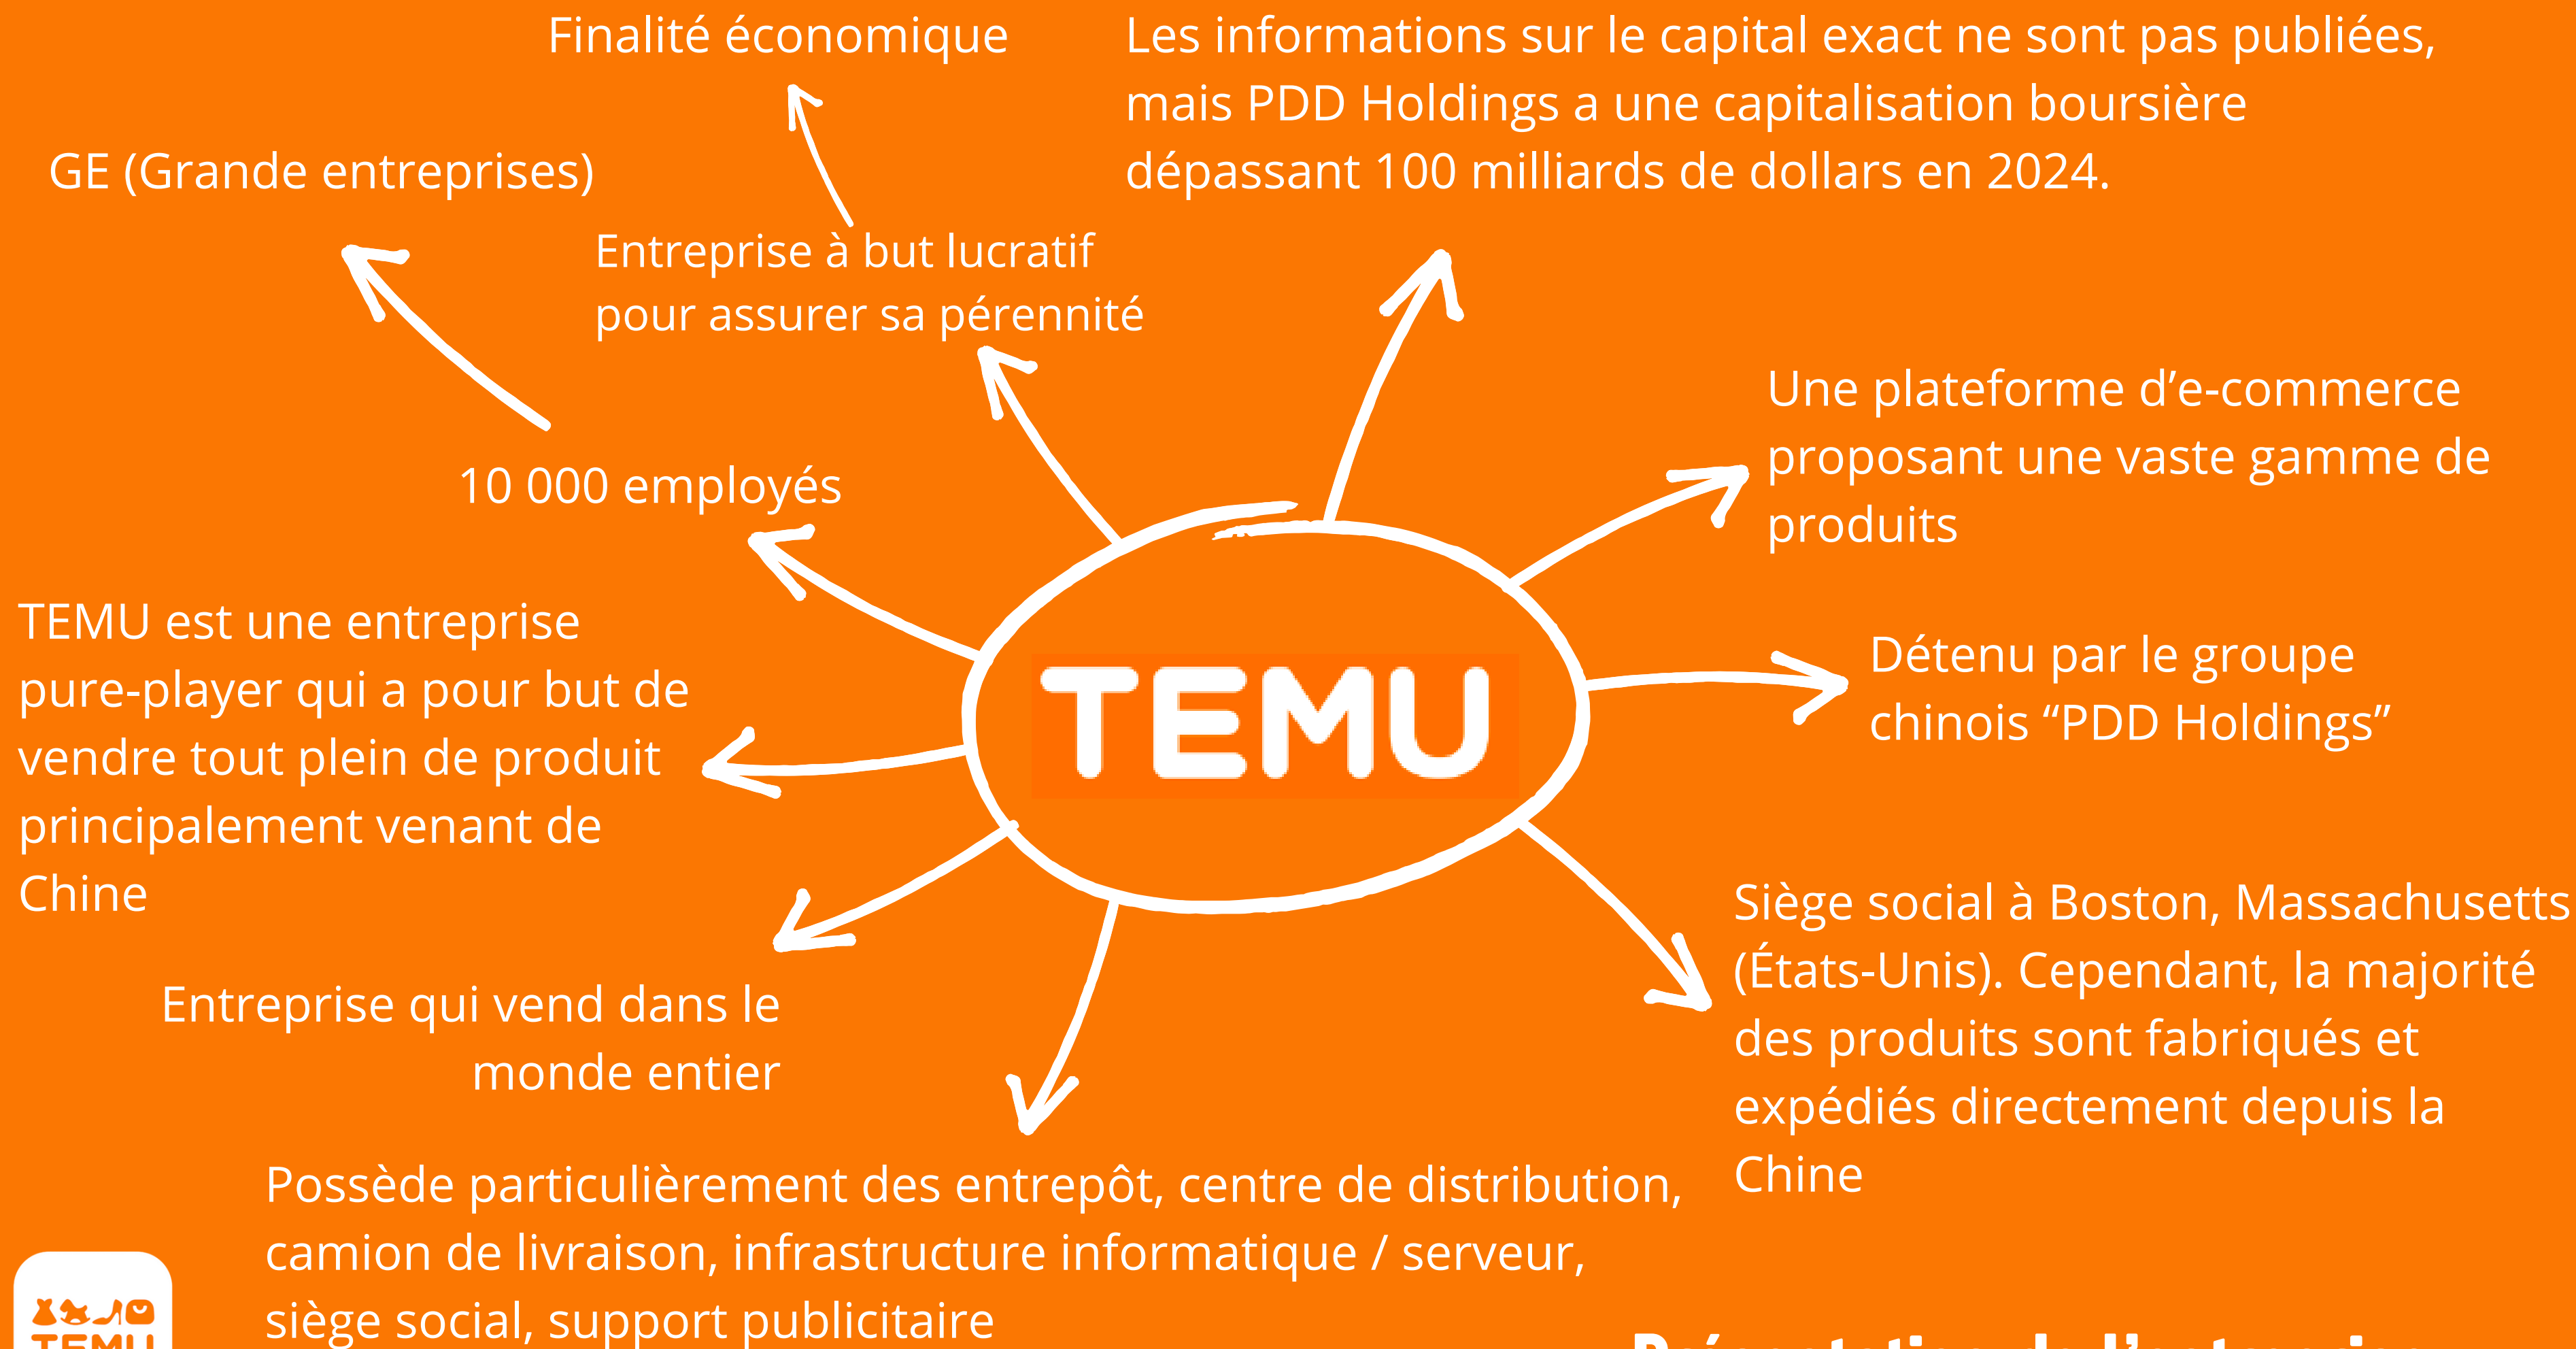 Finalité économique
Les informations sur le capital exact ne sont pas publiées,
mais PDD Holdings a une capitalisation boursière
dépassant 100 milliards de dollars en 2024.
GE (Grande entreprises)
Entreprise à but lucratif
pour assurer sa pérennité
Une plateforme d’e-commerce
proposant une vaste gamme de
produits
10 000 employés
TEMU est une entreprise
pure-player qui a pour but de
vendre tout plein de produit
principalement venant de
Chine
TEMU
Détenu par le groupe
chinois “PDD Holdings”
Siège social à Boston, Massachusetts
(États-Unis). Cependant, la majorité
des produits sont fabriqués et
expédiés directement depuis la
Chine
Entreprise qui vend dans le
monde entier
Possède particulièrement des entrepôt, centre de distribution,
camion de livraison, infrastructure informatique / serveur,
siège social, support publicitaire
TEMU